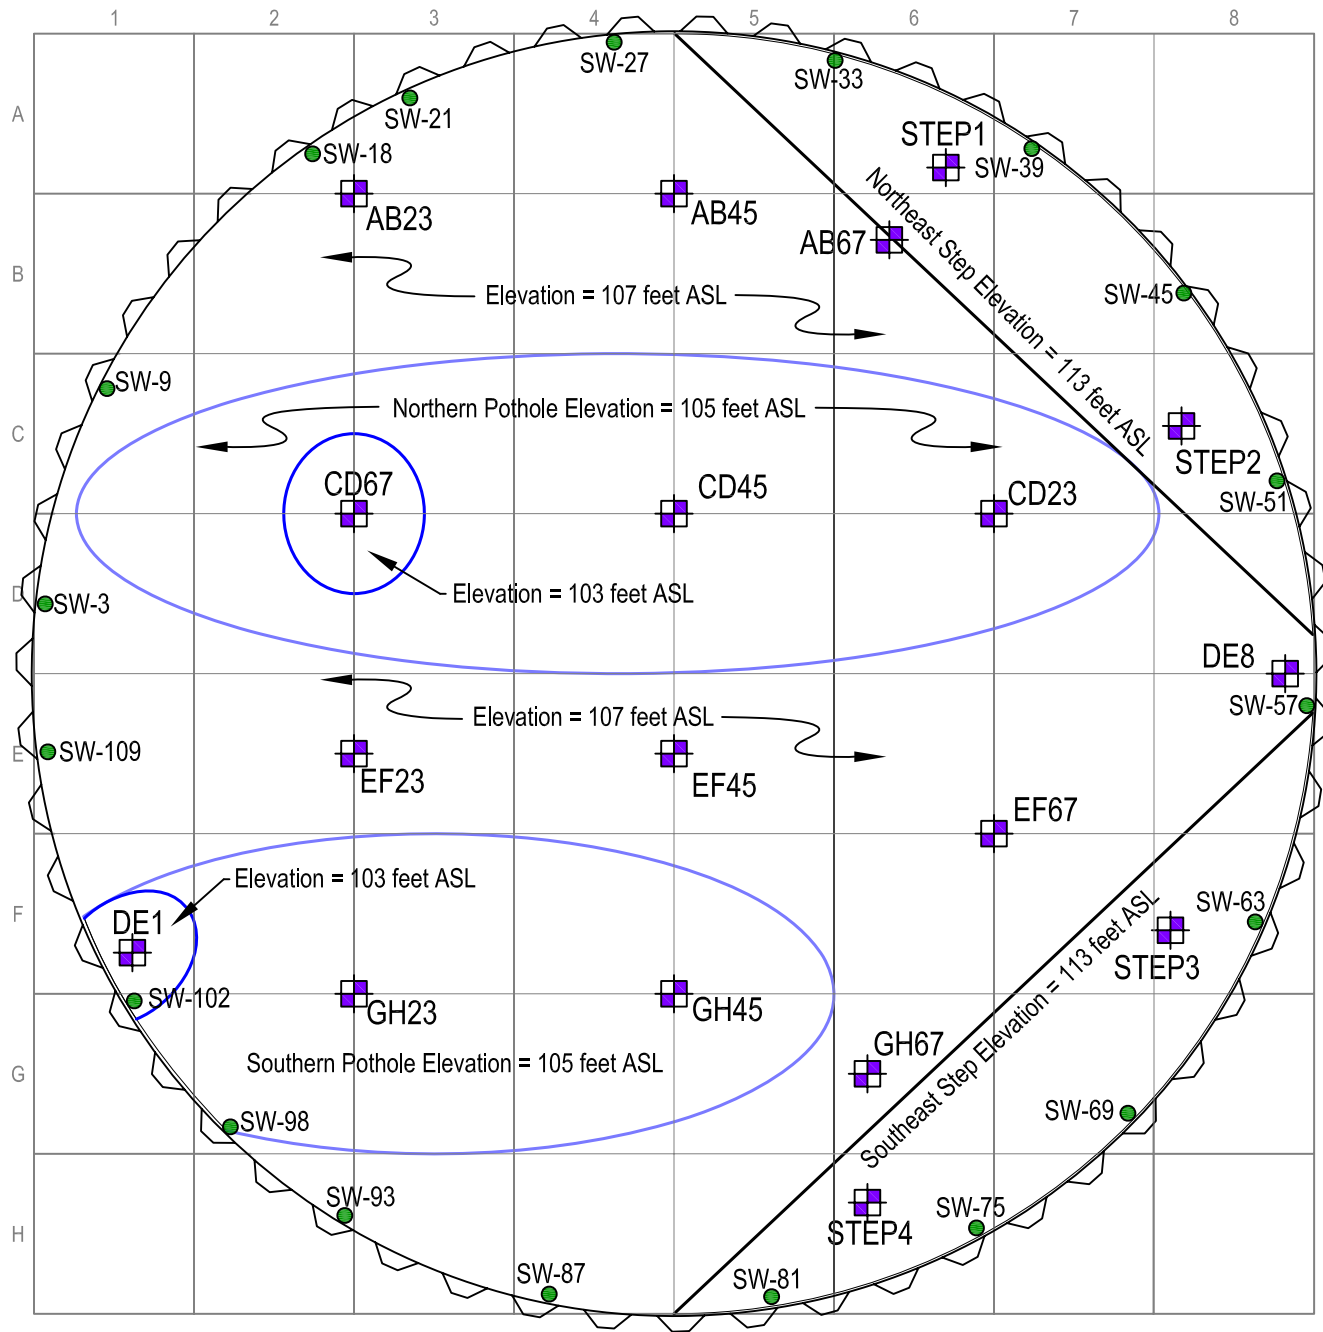 1 2 3 4 5 6 7 8
SW-27
SW-33
A
SW-21
STEP1
SW-18
SW-39
AB23
AB45
AB67
Northeast Step Elevation = 113 feet ASL
B
Elevation = 107 feet ASL
SW-45
SW-9
Northern Pothole Elevation = 105 feet ASL
C
STEP2
CD67
CD45
CD23
SW-51
Elevation = 103 feet ASL
D
SW-3
DE8
SW-57
Elevation = 107 feet ASL
SW-109
E
EF23
EF45
EF67
Elevation = 103 feet ASL
F
DE1
SW-63
STEP3
SW-102
GH23
GH45
GH67
Southern Pothole Elevation = 105 feet ASL
G
Southeast Step Elevation = 113 feet ASL
SW-98
SW-69
SW-93
SW-75
STEP4
H
SW-87
SW-81